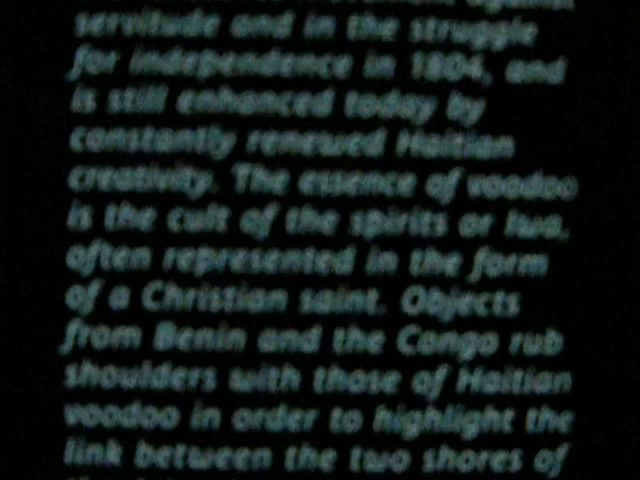 against
servitude and in the struggle
for independence in 1804, and
is still enhanced today by
constantly renewed Haitian
creativity. The essence of voodoo
is the cult of the spirits or lwa,
often represented in the form
of a Christian saint. Objects
from Benin and the Congo rub
shoulders with those of Haitian
voodoo in order to highlight the
link between the two shores of